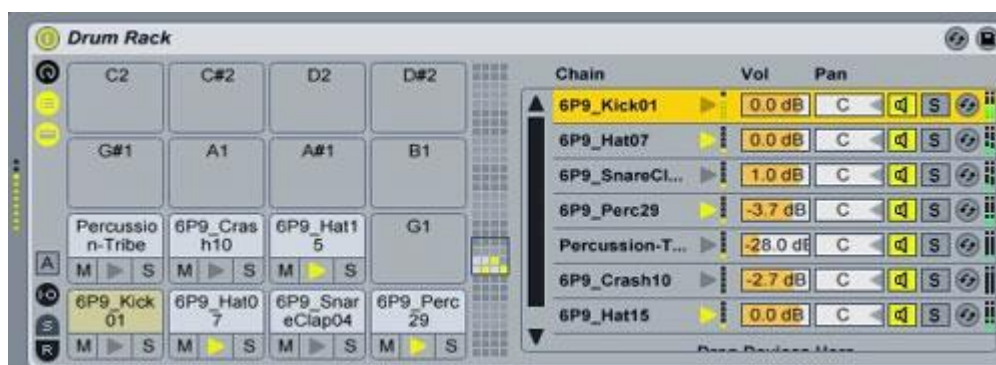 Drum Rack
C2 C#2 D2 D#2
G#1 A1 A#1 B1
Percussio 6P9_Cras 6P9_Hat1 G1
n-Tribe h10 5
M S M S M S
6P9_Kick 6P9_Hat0 6P9_Snar 6P9_Perc
01 7 eClap04 29
M S M S M S M S
A
I-O
S
R
Chain Vol Pan
6P9_Kick01 0.0 dB C S
6P9_Hat07 0.0 dB C S
6P9_SnareCl... 1.0 dB C S
6P9_Perc29 -3.7 dB C S
Percussion-T... -28.0 dB C S
6P9_Crash10 -2.7 dB C S
6P9_Hat15 0.0 dB C S